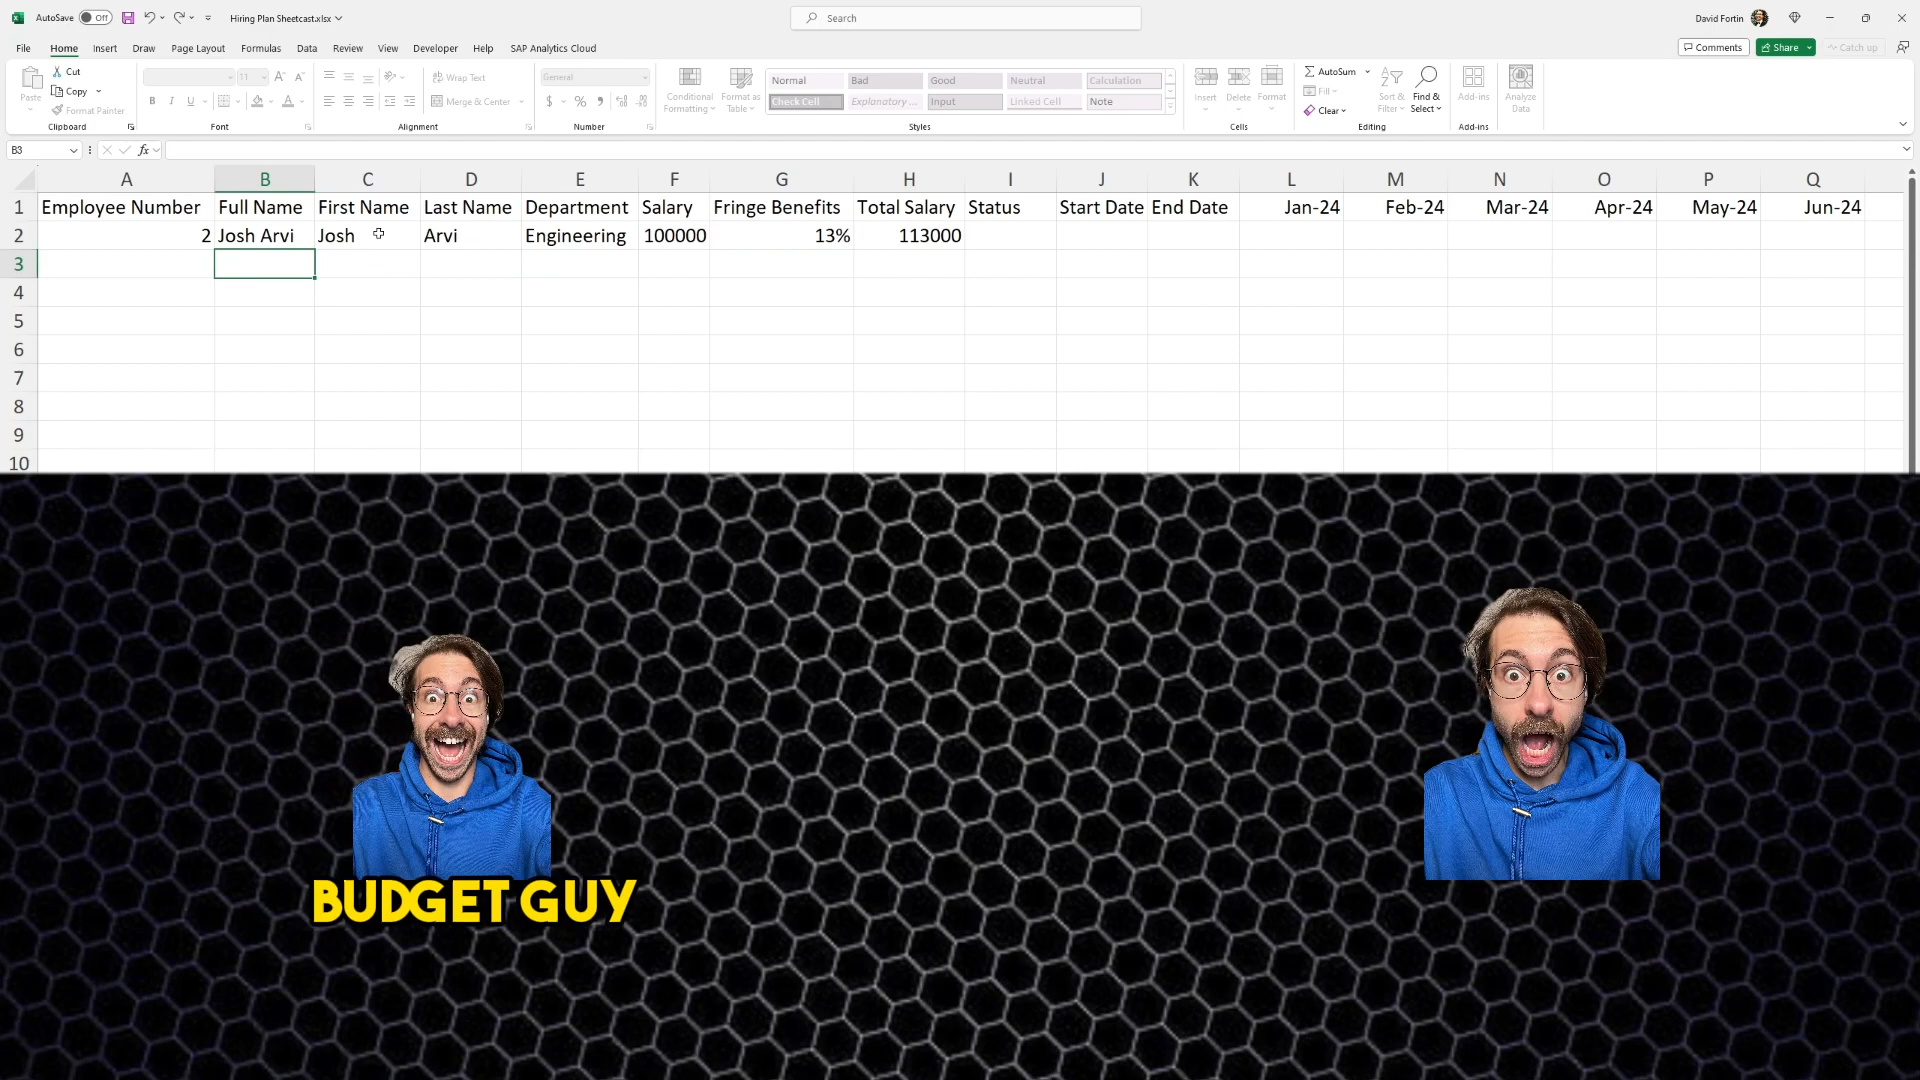 AutoSave Off Hiring Plan Sheetcast.xlsx Search David Fortin
File Home Insert Draw Page Layout Formulas Data Review View Developer Help SAP Analytics Cloud Comments Share Catch up
Paste Cut Copy Format Painter Clipboard
11 B I U A Font
Wrap Text Merge & Center Alignment
General $ % Number
Conditional Formatting Format as Table
Normal Bad Good Neutral Calculation
Check Cell Explanatory ... Input Linked Cell Note
Styles
Insert Delete Format Cells
AutoSum Fill Clear Sort & Filter Find & Select Editing
Add-ins Add-ins
Analyze Data
B3 fx
A B C D E F G H I J K L M N O P Q
1 Employee Number Full Name First Name Last Name Department Salary Fringe Benefits Total Salary Status Start Date End Date Jan-24 Feb-24 Mar-24 Apr-24 May-24 Jun-24
2 2 Josh Arvi Josh Arvi Engineering 100000 13% 113000
3
4
5
6
7
8
9
10
BUDGET GUY